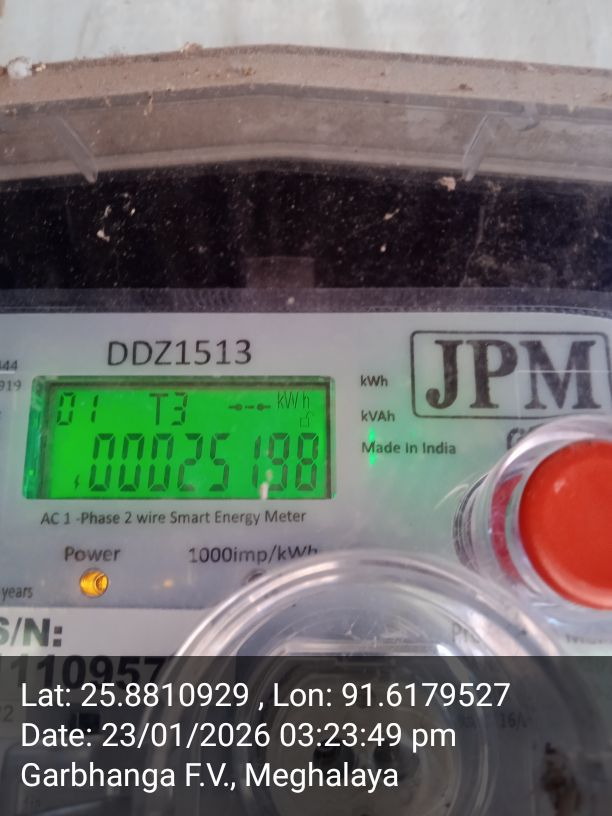 DDZ1513
JPM
01 T3 kWh
kWh
kVAh
Made in India
AC 1 -Phase 2 wire Smart Energy Meter
Power 1000imp/kWh
years
S/N:
Lat: 25.8810929 , Lon: 91.6179527
Date: 23/01/2026 03:23:49 pm
Garbhanga F.V., Meghalaya